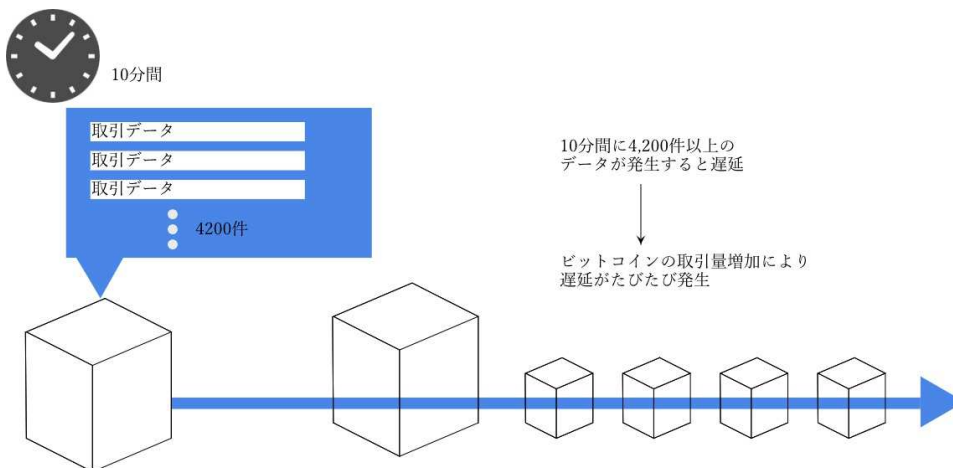 10分間
取引データ
取引データ
取引データ
4200件
10分間に4,200件以上の
データが発生すると遅延
ビットコインの取引量増加により
遅延がたびたび発生